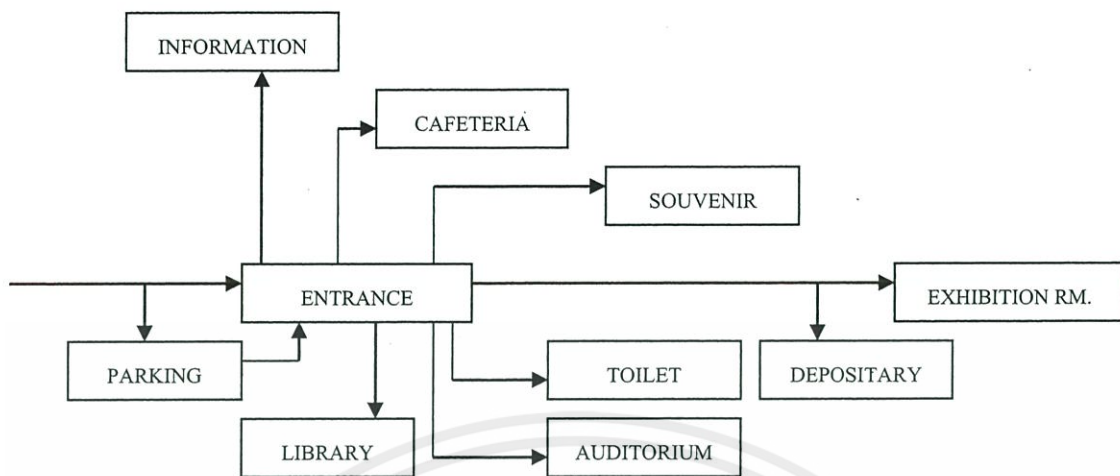 INFORMATION
CAFETERIA
SOUVENIR
ENTRANCE
EXHIBITION RM.
PARKING
TOILET
DEPOSITARY
LIBRARY
AUDITORIUM